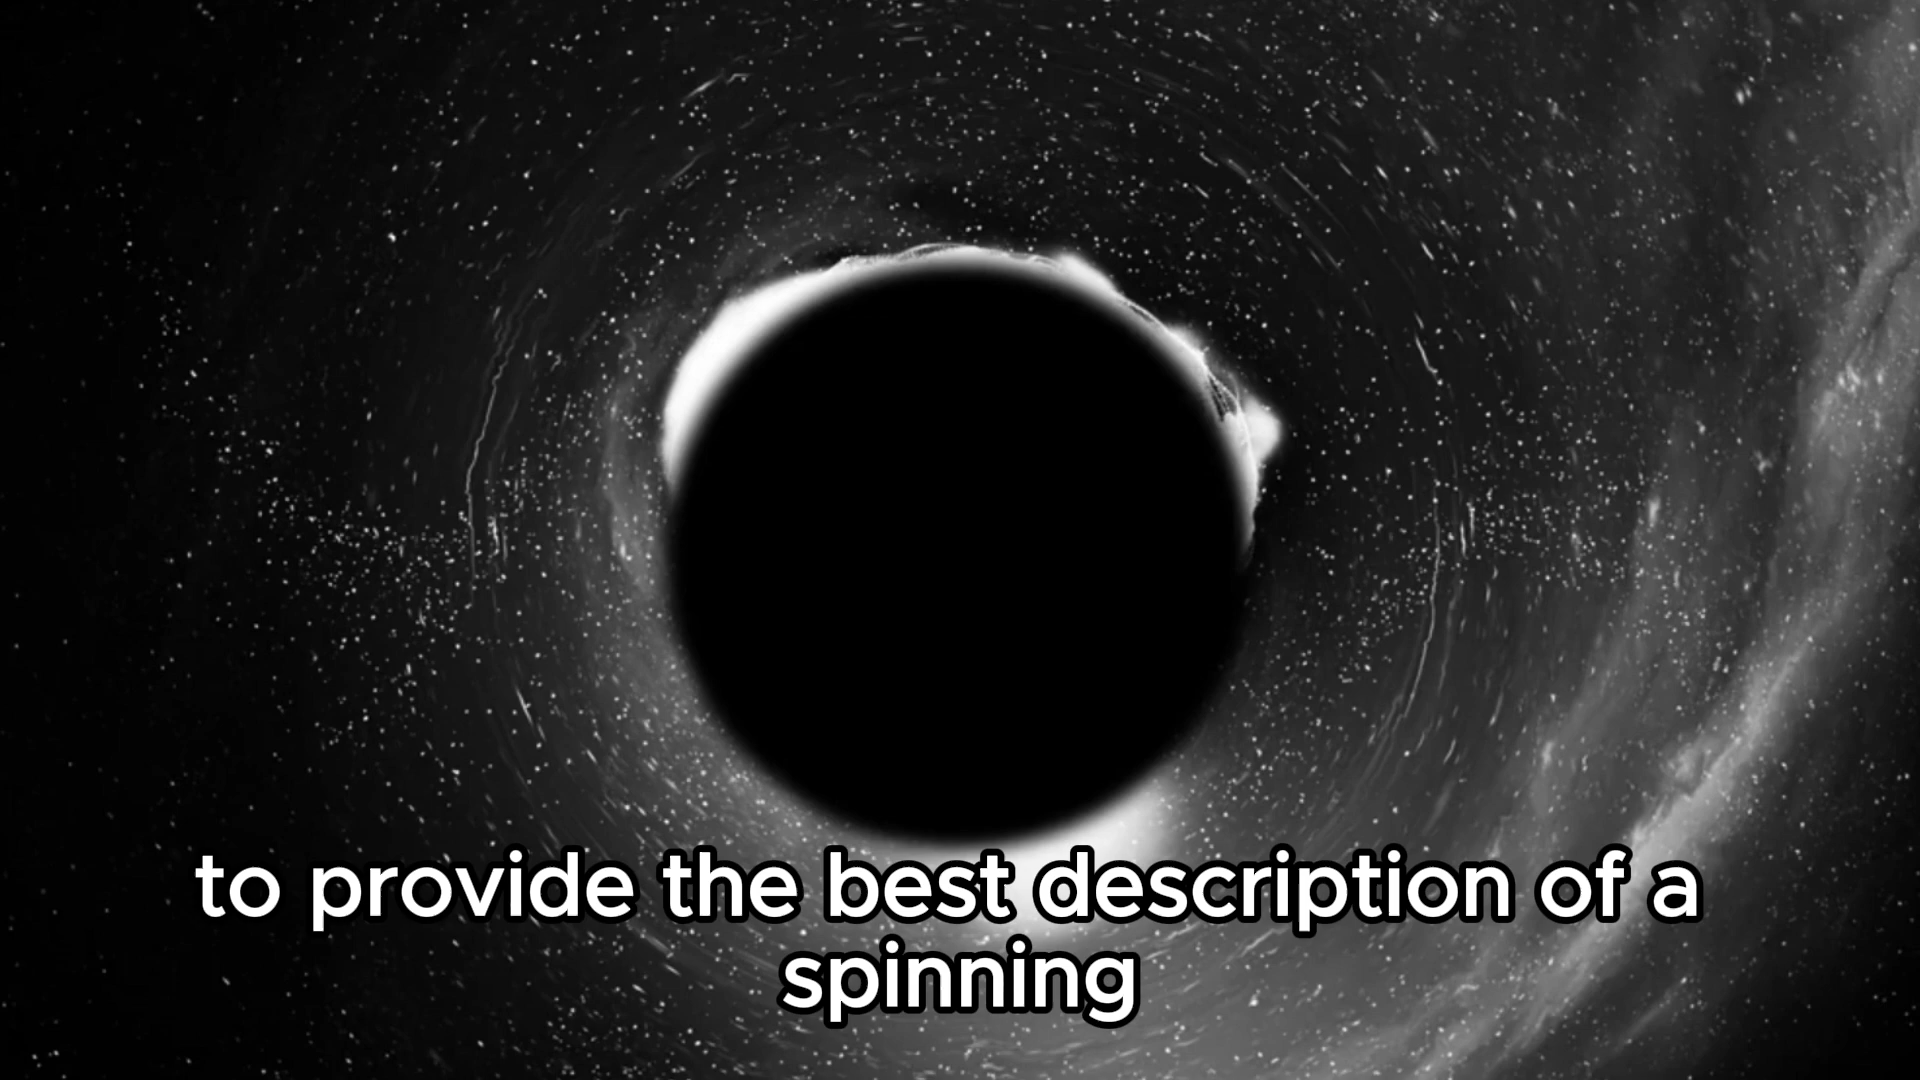 to provide the best description of a
spinning